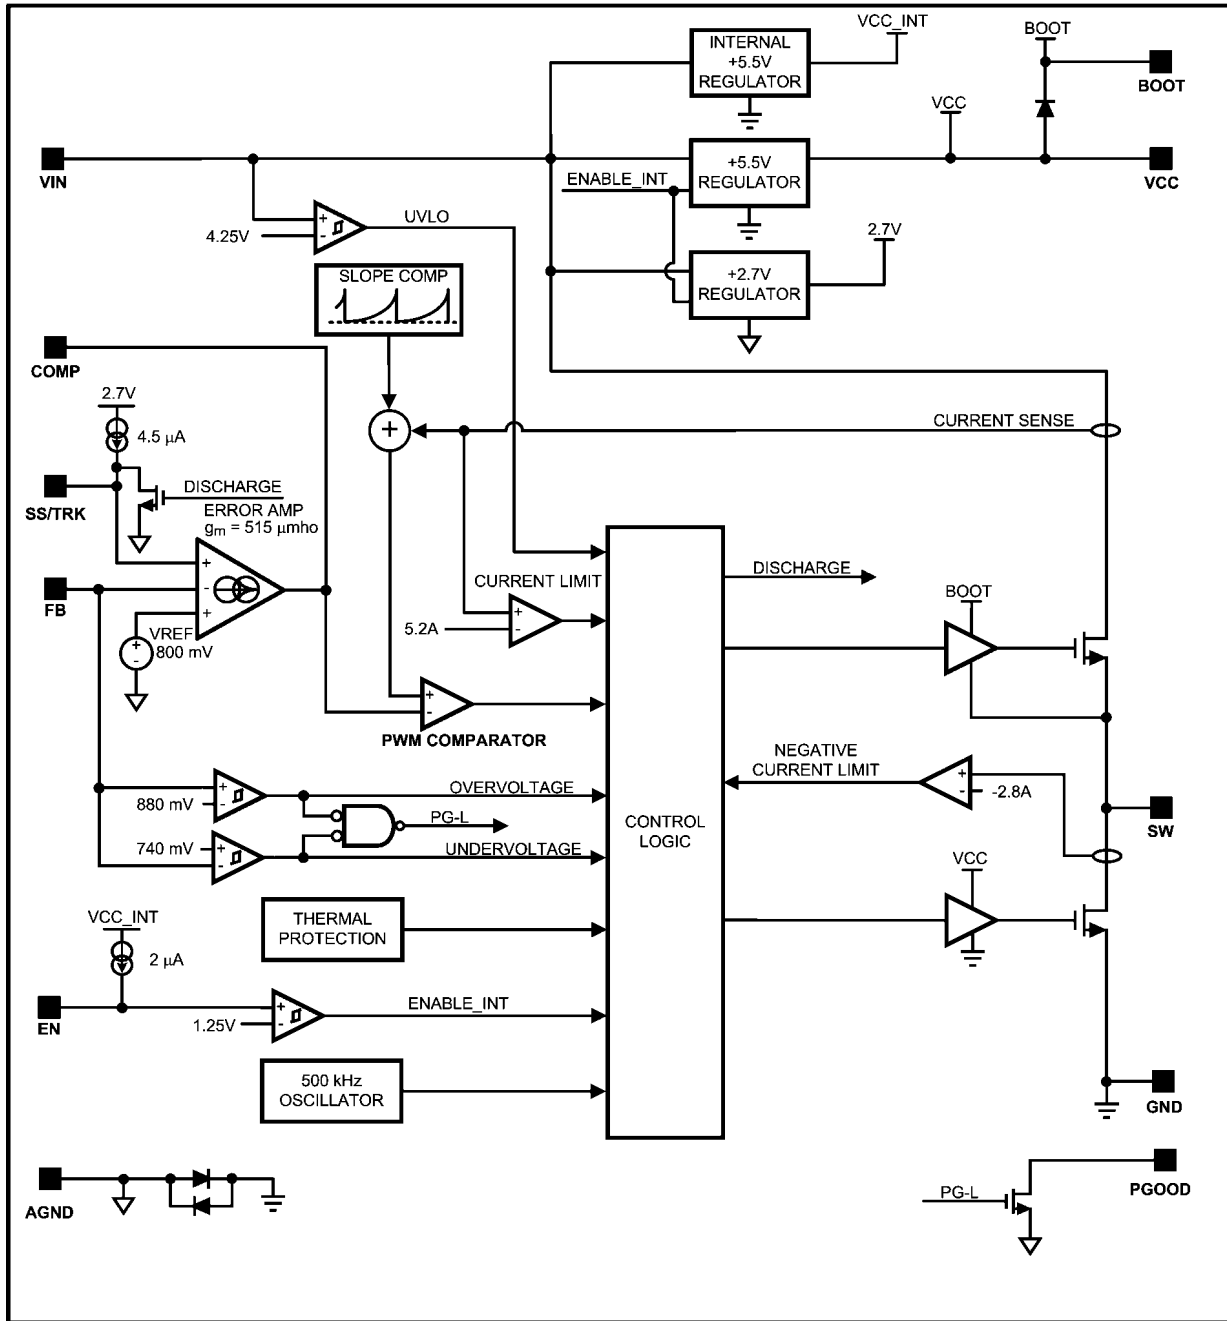 VCC_INT
BOOT
INTERNAL
+5.5V
REGULATOR
BOOT
VCC
VIN
+5.5V
REGULATOR
VCC
ENABLE_INT
UVLO
4.25V
+
-
2.7V
+2.7V
REGULATOR
SLOPE COMP
COMP
2.7V
4.5 µA
+
CURRENT SENSE
SS/TRK
DISCHARGE
ERROR AMP
gm = 515 µmho
+
-
+
FB
VREF
800 mV
+
-
CURRENT LIMIT
5.2A
+
-
DISCHARGE
BOOT
+
-
PWM COMPARATOR
NEGATIVE
CURRENT LIMIT
+
-
-2.8A
SW
OVERVOLTAGE
880 mV
+
-
PG-L
CONTROL
LOGIC
740 mV
+
-
UNDERVOLTAGE
VCC
THERMAL
PROTECTION
VCC_INT
2 µA
EN
+
-
1.25V
ENABLE_INT
500 kHz
OSCILLATOR
GND
AGND
PG-L
PGOOD